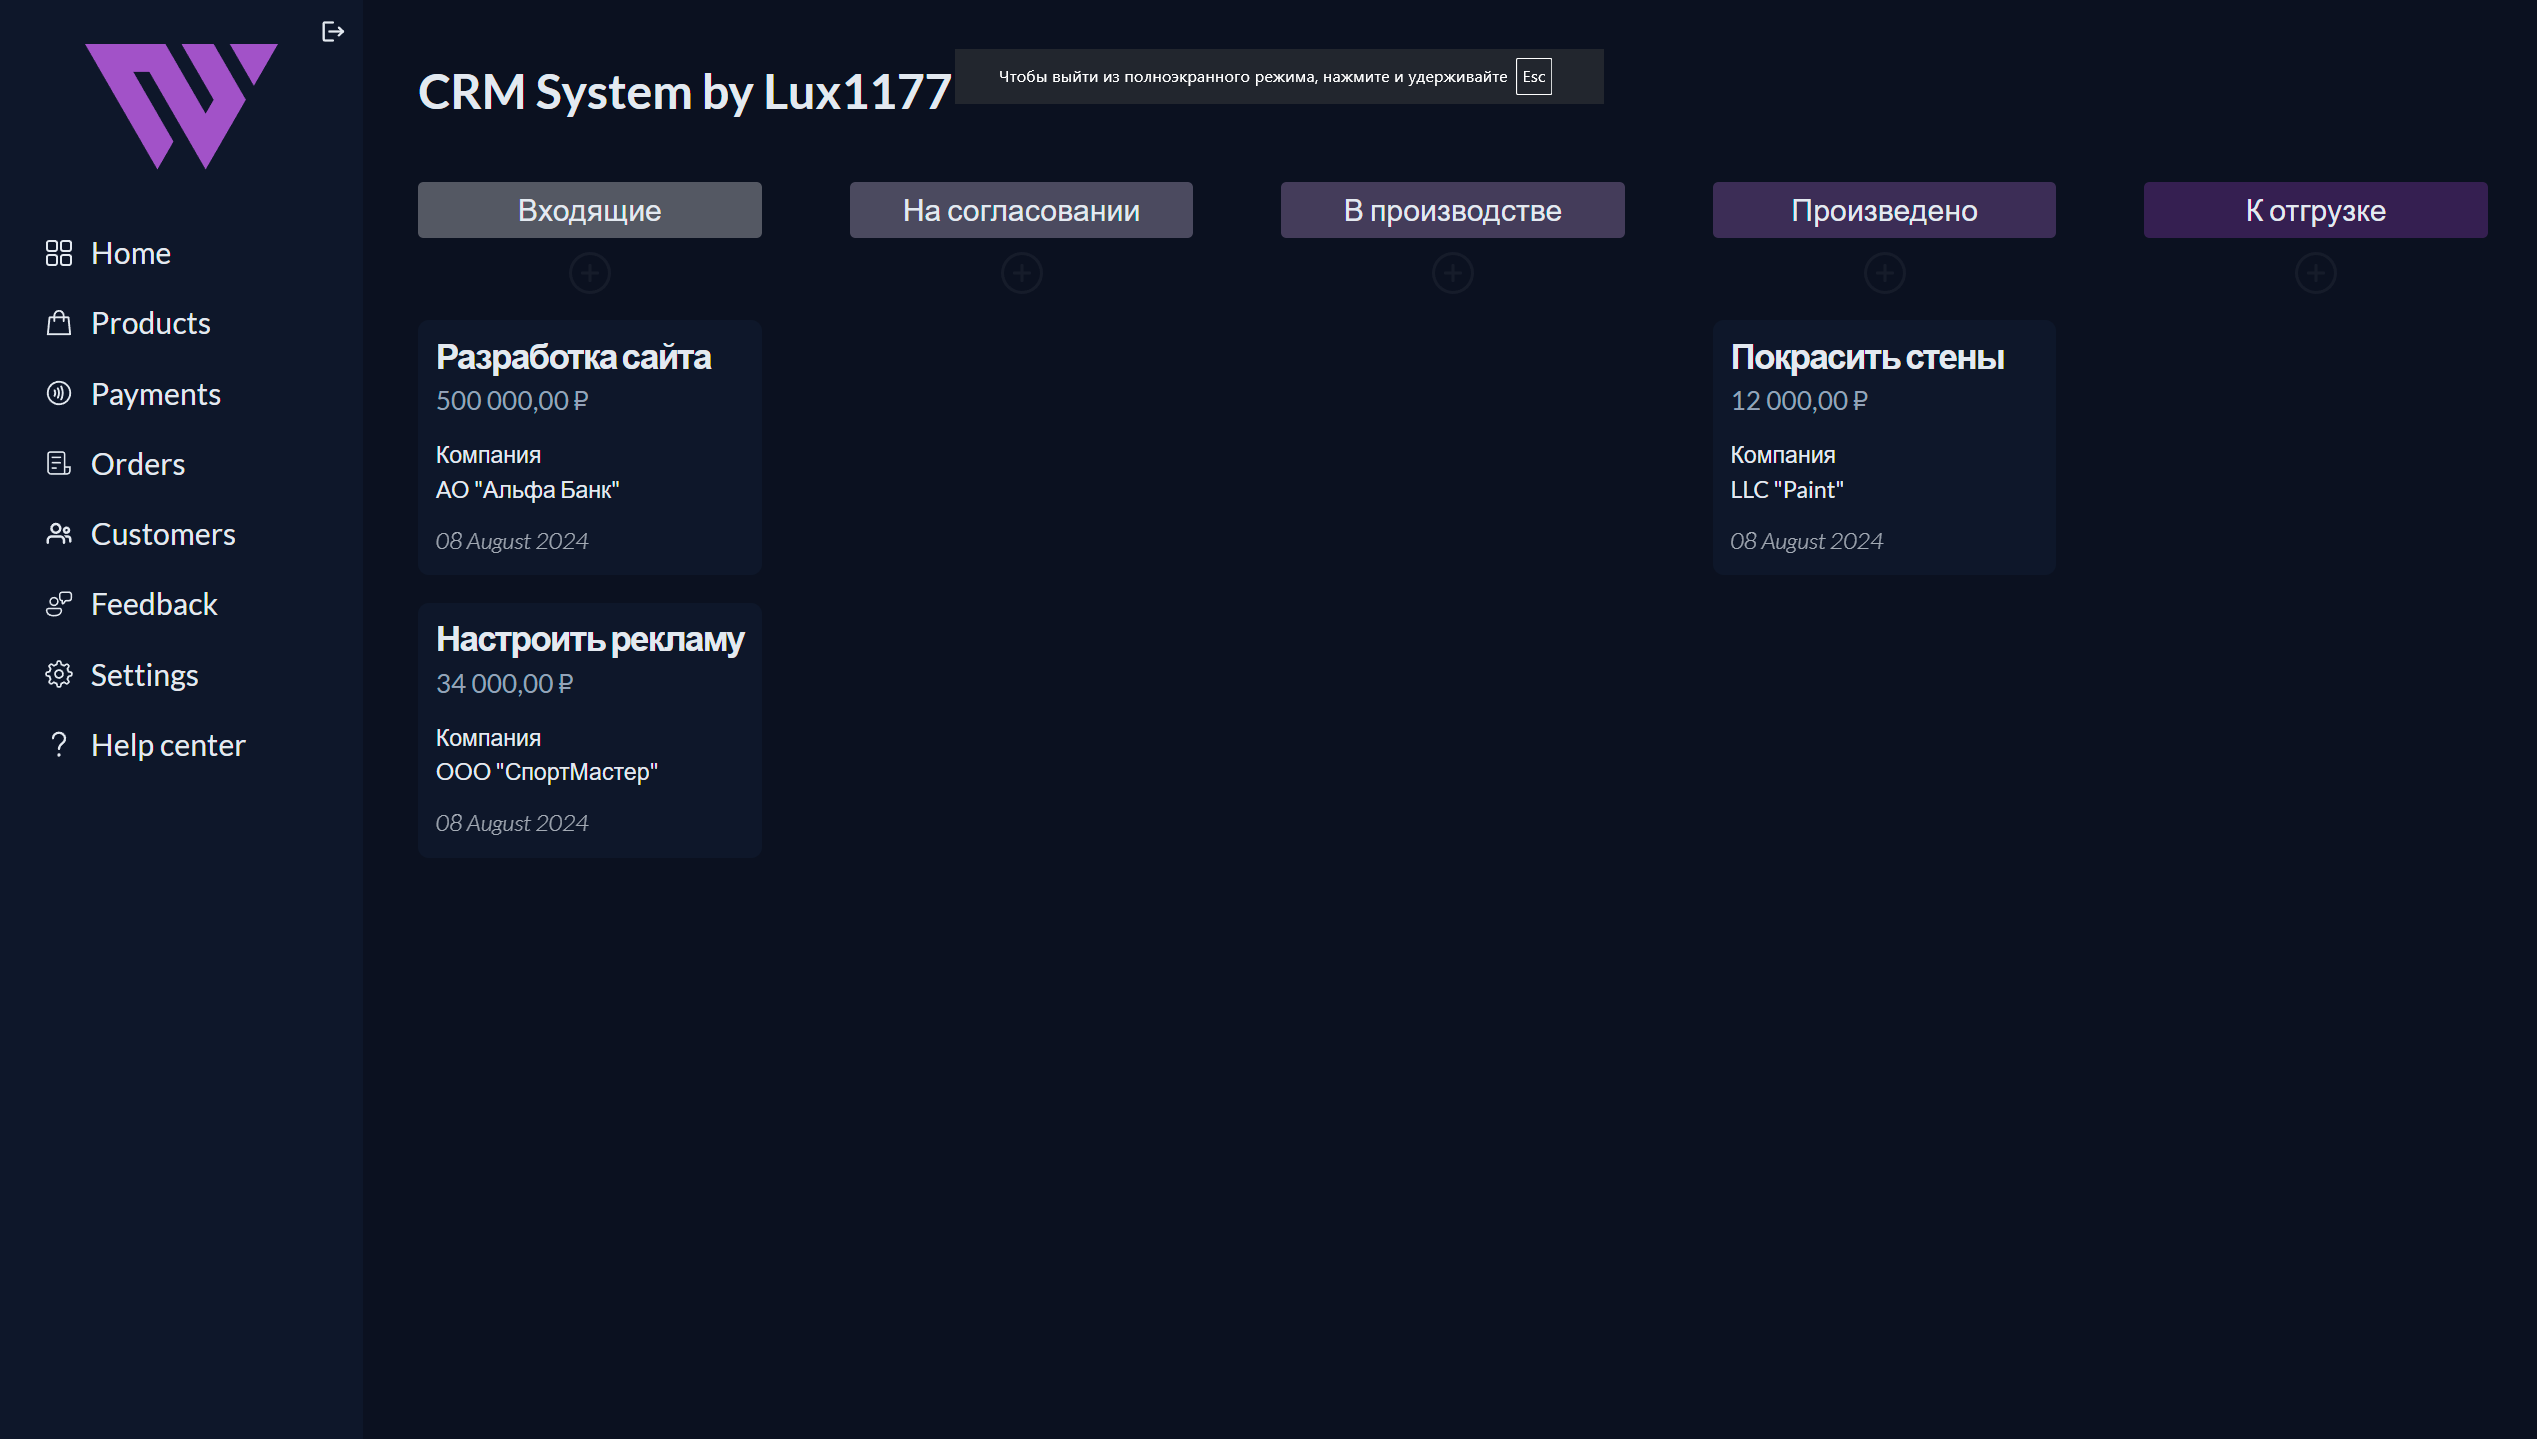 CRM System by Lux1177
Чтобы выйти из полноэкранного режима, нажмите и удерживайте Esc
Home
Products
Payments
Orders
Customers
Feedback
Settings
Help center
Входящие
На согласовании
В производстве
Произведено
К отгрузке
Разработка сайта
500 000,00 ₽
Компания
АО "Альфа Банк"
08 August 2024
Настроить рекламу
34 000,00 ₽
Компания
ООО "СпортМастер"
08 August 2024
Покрасить стены
12 000,00 ₽
Компания
LLC "Paint"
08 August 2024